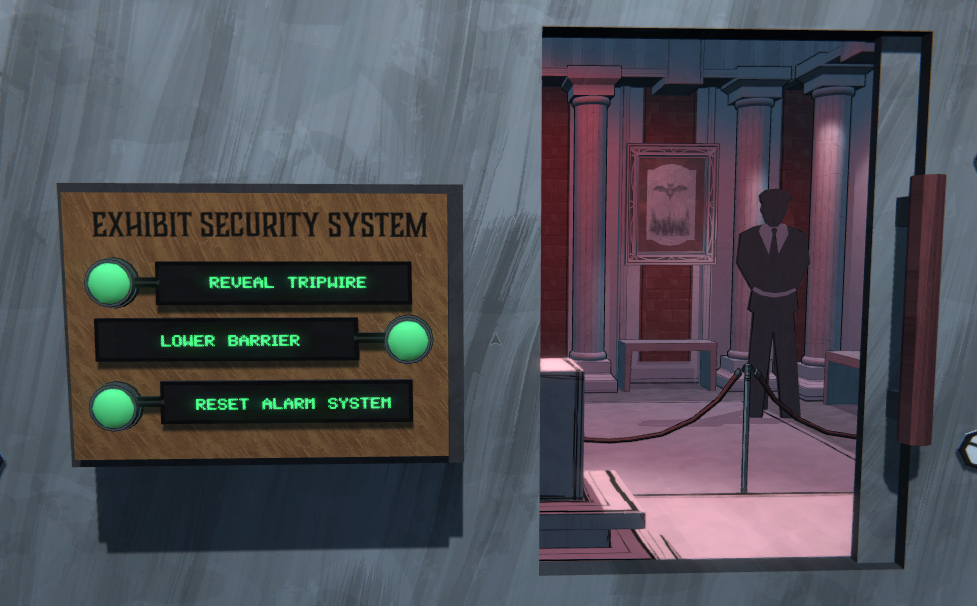 EXHIBIT SECURITY SYSTEM
REVEAL TRIPWIRE
LOWER BARRIER
RESET ALARM SYSTEM